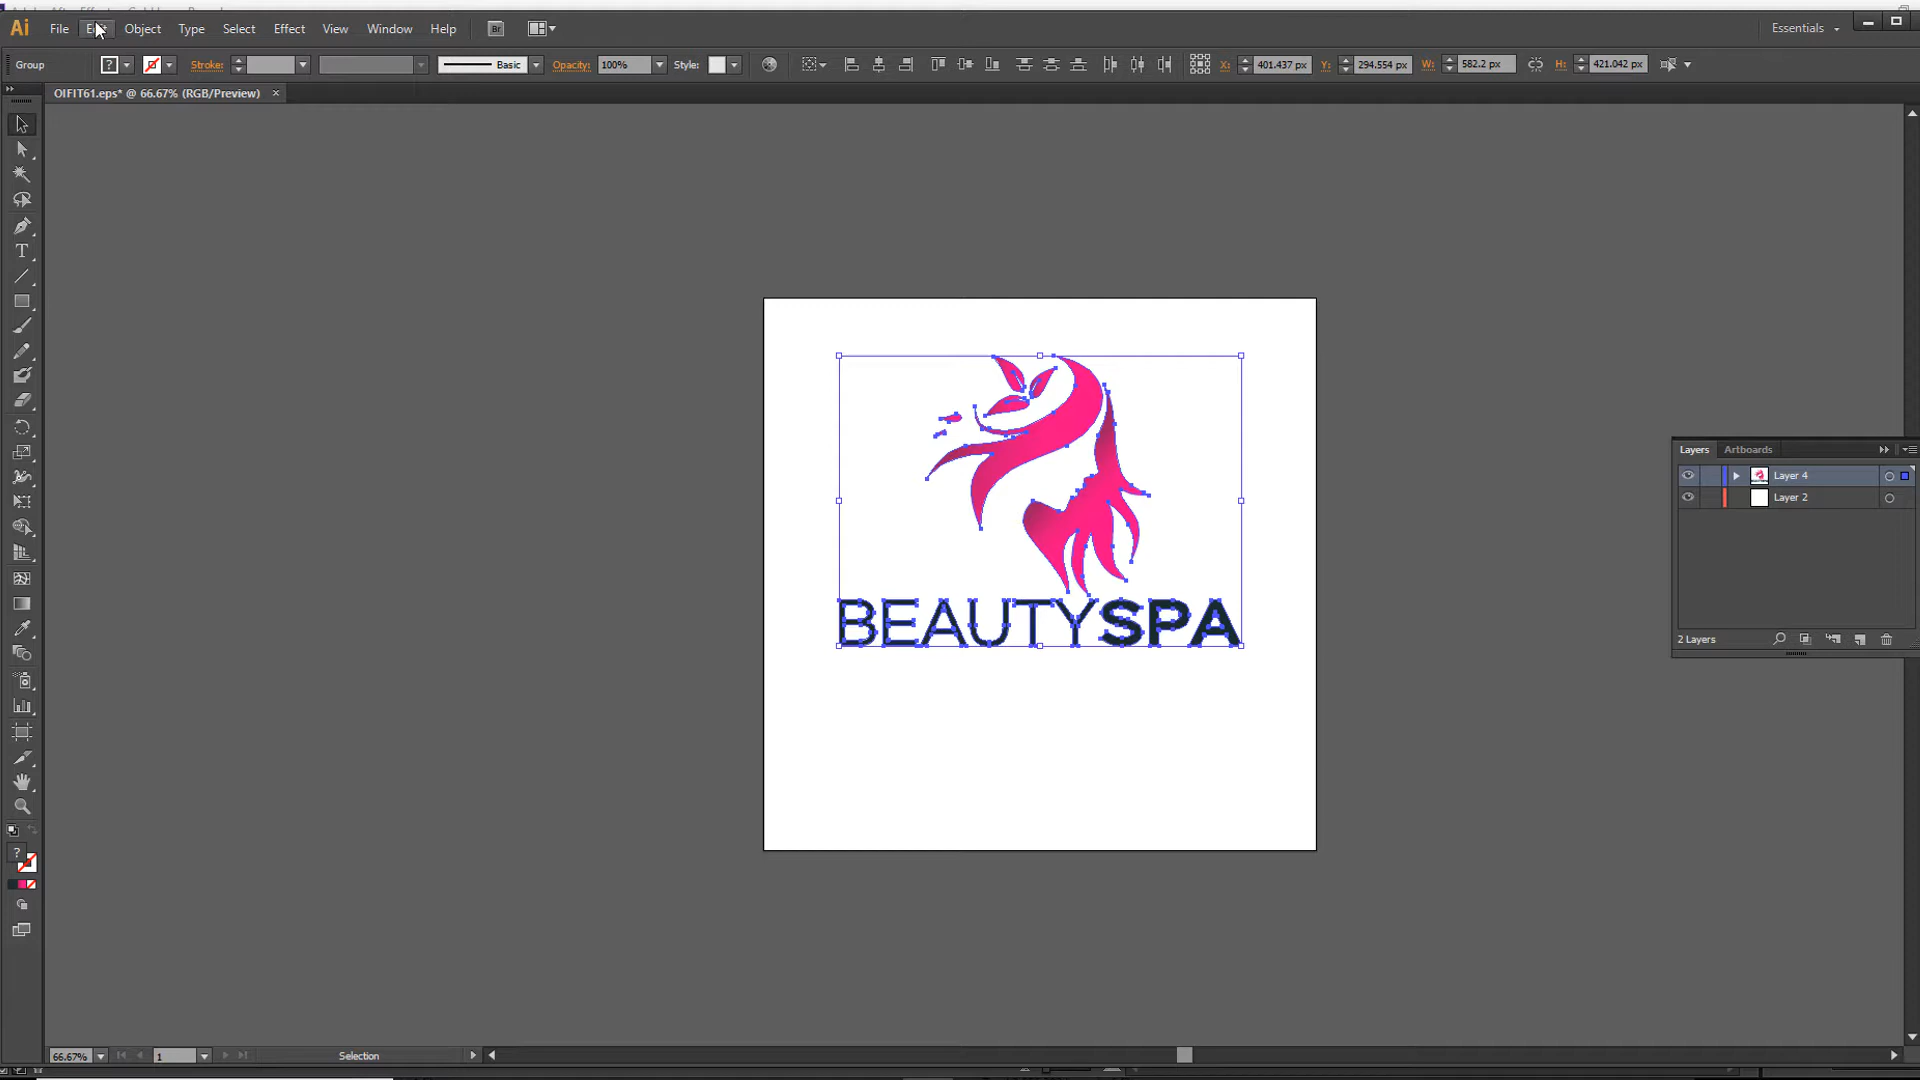 Ai File Edit Object Type Select Effect View Window Help Br Essentials
Group ? Stroke: Basic Opacity: 100% Style: X: 401.437 px Y: 294.554 px W: 582.2 px H: 421.042 px
OIFIT61.eps* @ 66.67% (RGB/Preview) ×
Layers Artboards
Layer 4
Layer 2
BEAUTYSPA
2 Layers
?
66.67% 1 Selection